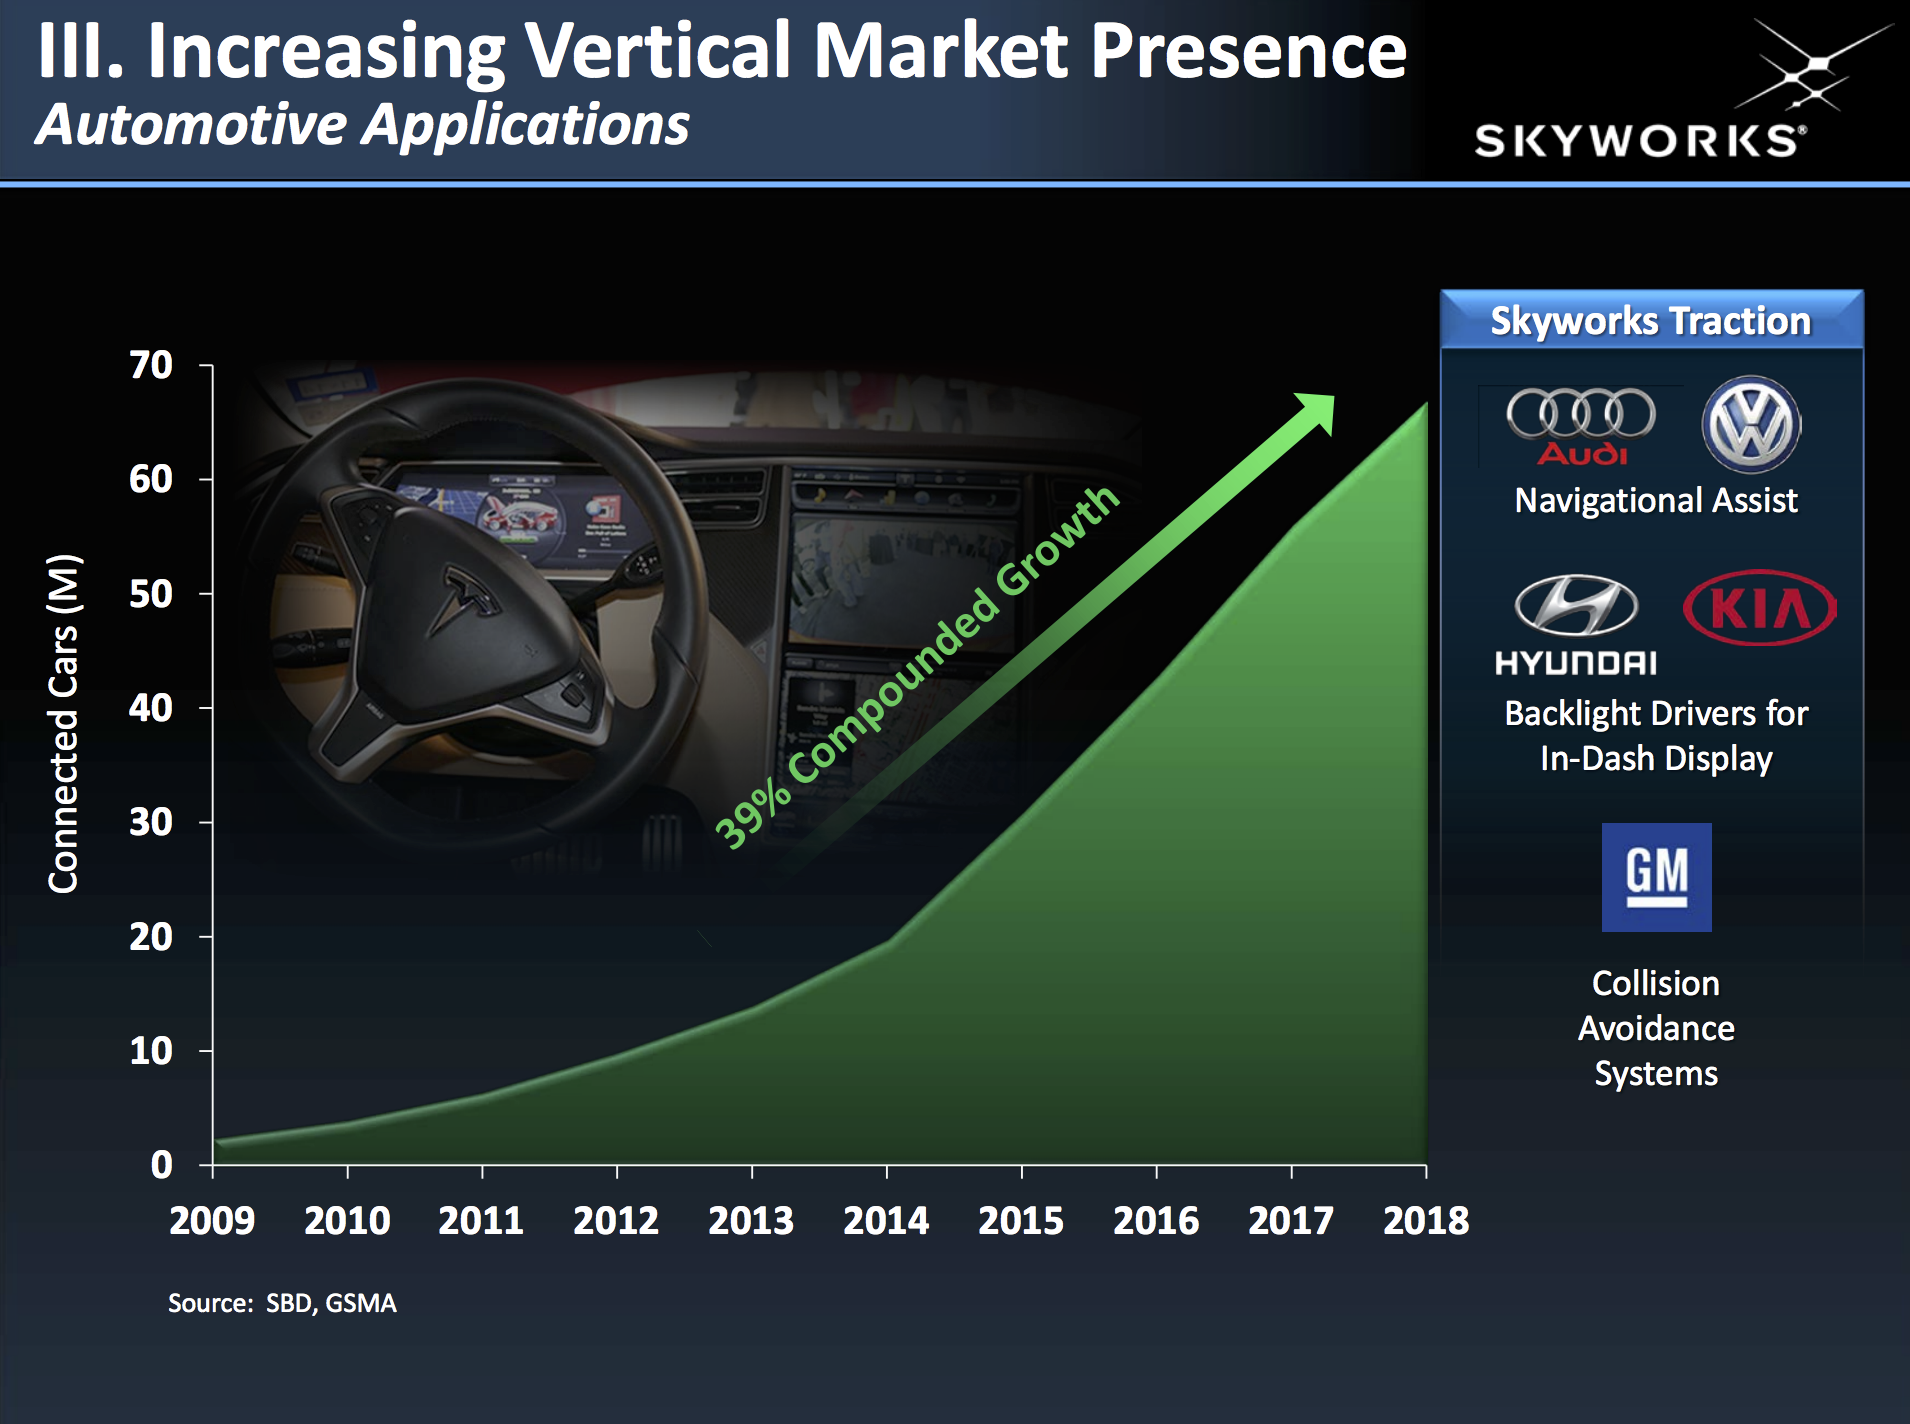 III. Increasing Vertical Market Presence
Automotive Applications
SKYWORKS®
Skyworks Traction
Audi
Navigational Assist
HYUNDAI
KIA
Backlight Drivers for
In-Dash Display
GM
Collision
Avoidance
Systems
Connected Cars (M)
70
60
50
40
30
20
10
0
39% Compounded Growth
2009 2010 2011 2012 2013 2014 2015 2016 2017 2018
Source: SBD, GSMA